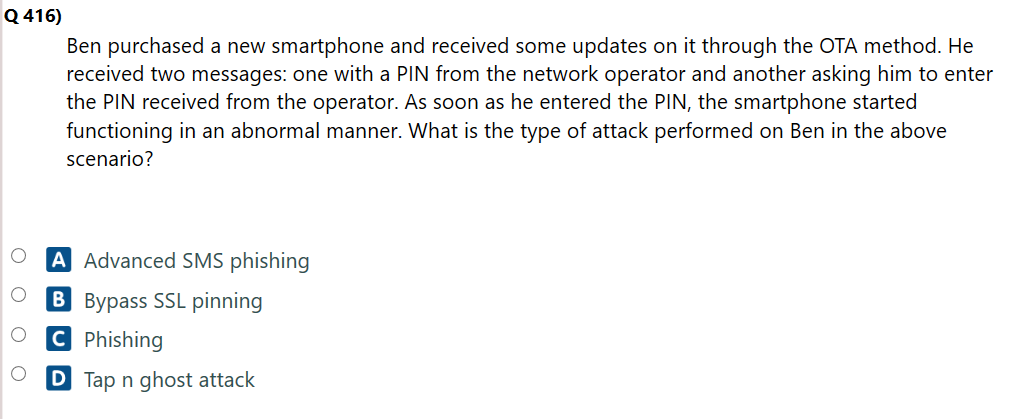 Q 416)
Ben purchased a new smartphone and received some updates on it through the OTA method. He
received two messages: one with a PIN from the network operator and another asking him to enter
the PIN received from the operator. As soon as he entered the PIN, the smartphone started
functioning in an abnormal manner. What is the type of attack performed on Ben in the above
scenario?
A Advanced SMS phishing
B Bypass SSL pinning
C Phishing
D Tap n ghost attack